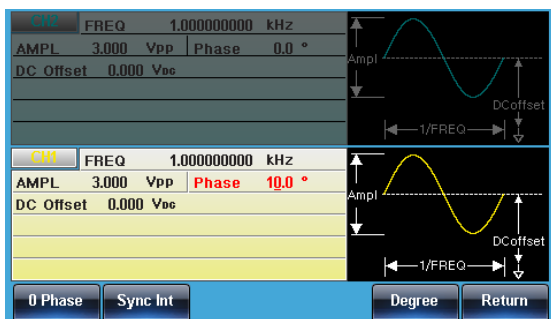 CH2 FREQ 1.000000000 kHz
AMPL 3.000 Vpp Phase 0.0 °
DC Offset 0.000 VDC
Ampl
DCoffset
1/FREQ
CH1 FREQ 1.000000000 kHz
AMPL 3.000 Vpp Phase 10.0 °
DC Offset 0.000 VDC
Ampl
DCoffset
1/FREQ
0 Phase Sync Int Degree Return